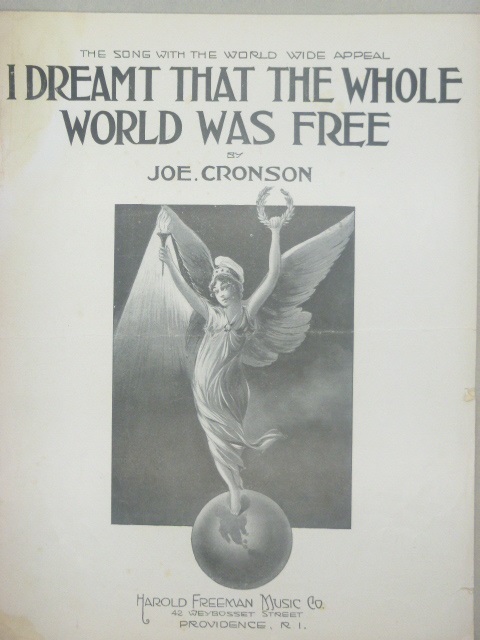 THE SONG WITH THE WORLD WIDE APPEAL
I DREAMT THAT THE WHOLE
WORLD WAS FREE
BY
JOE. CRONSON
HAROLD FREEMAN MUSIC CO.
42 WEYBOSSET STREET
PROVIDENCE, R. I.